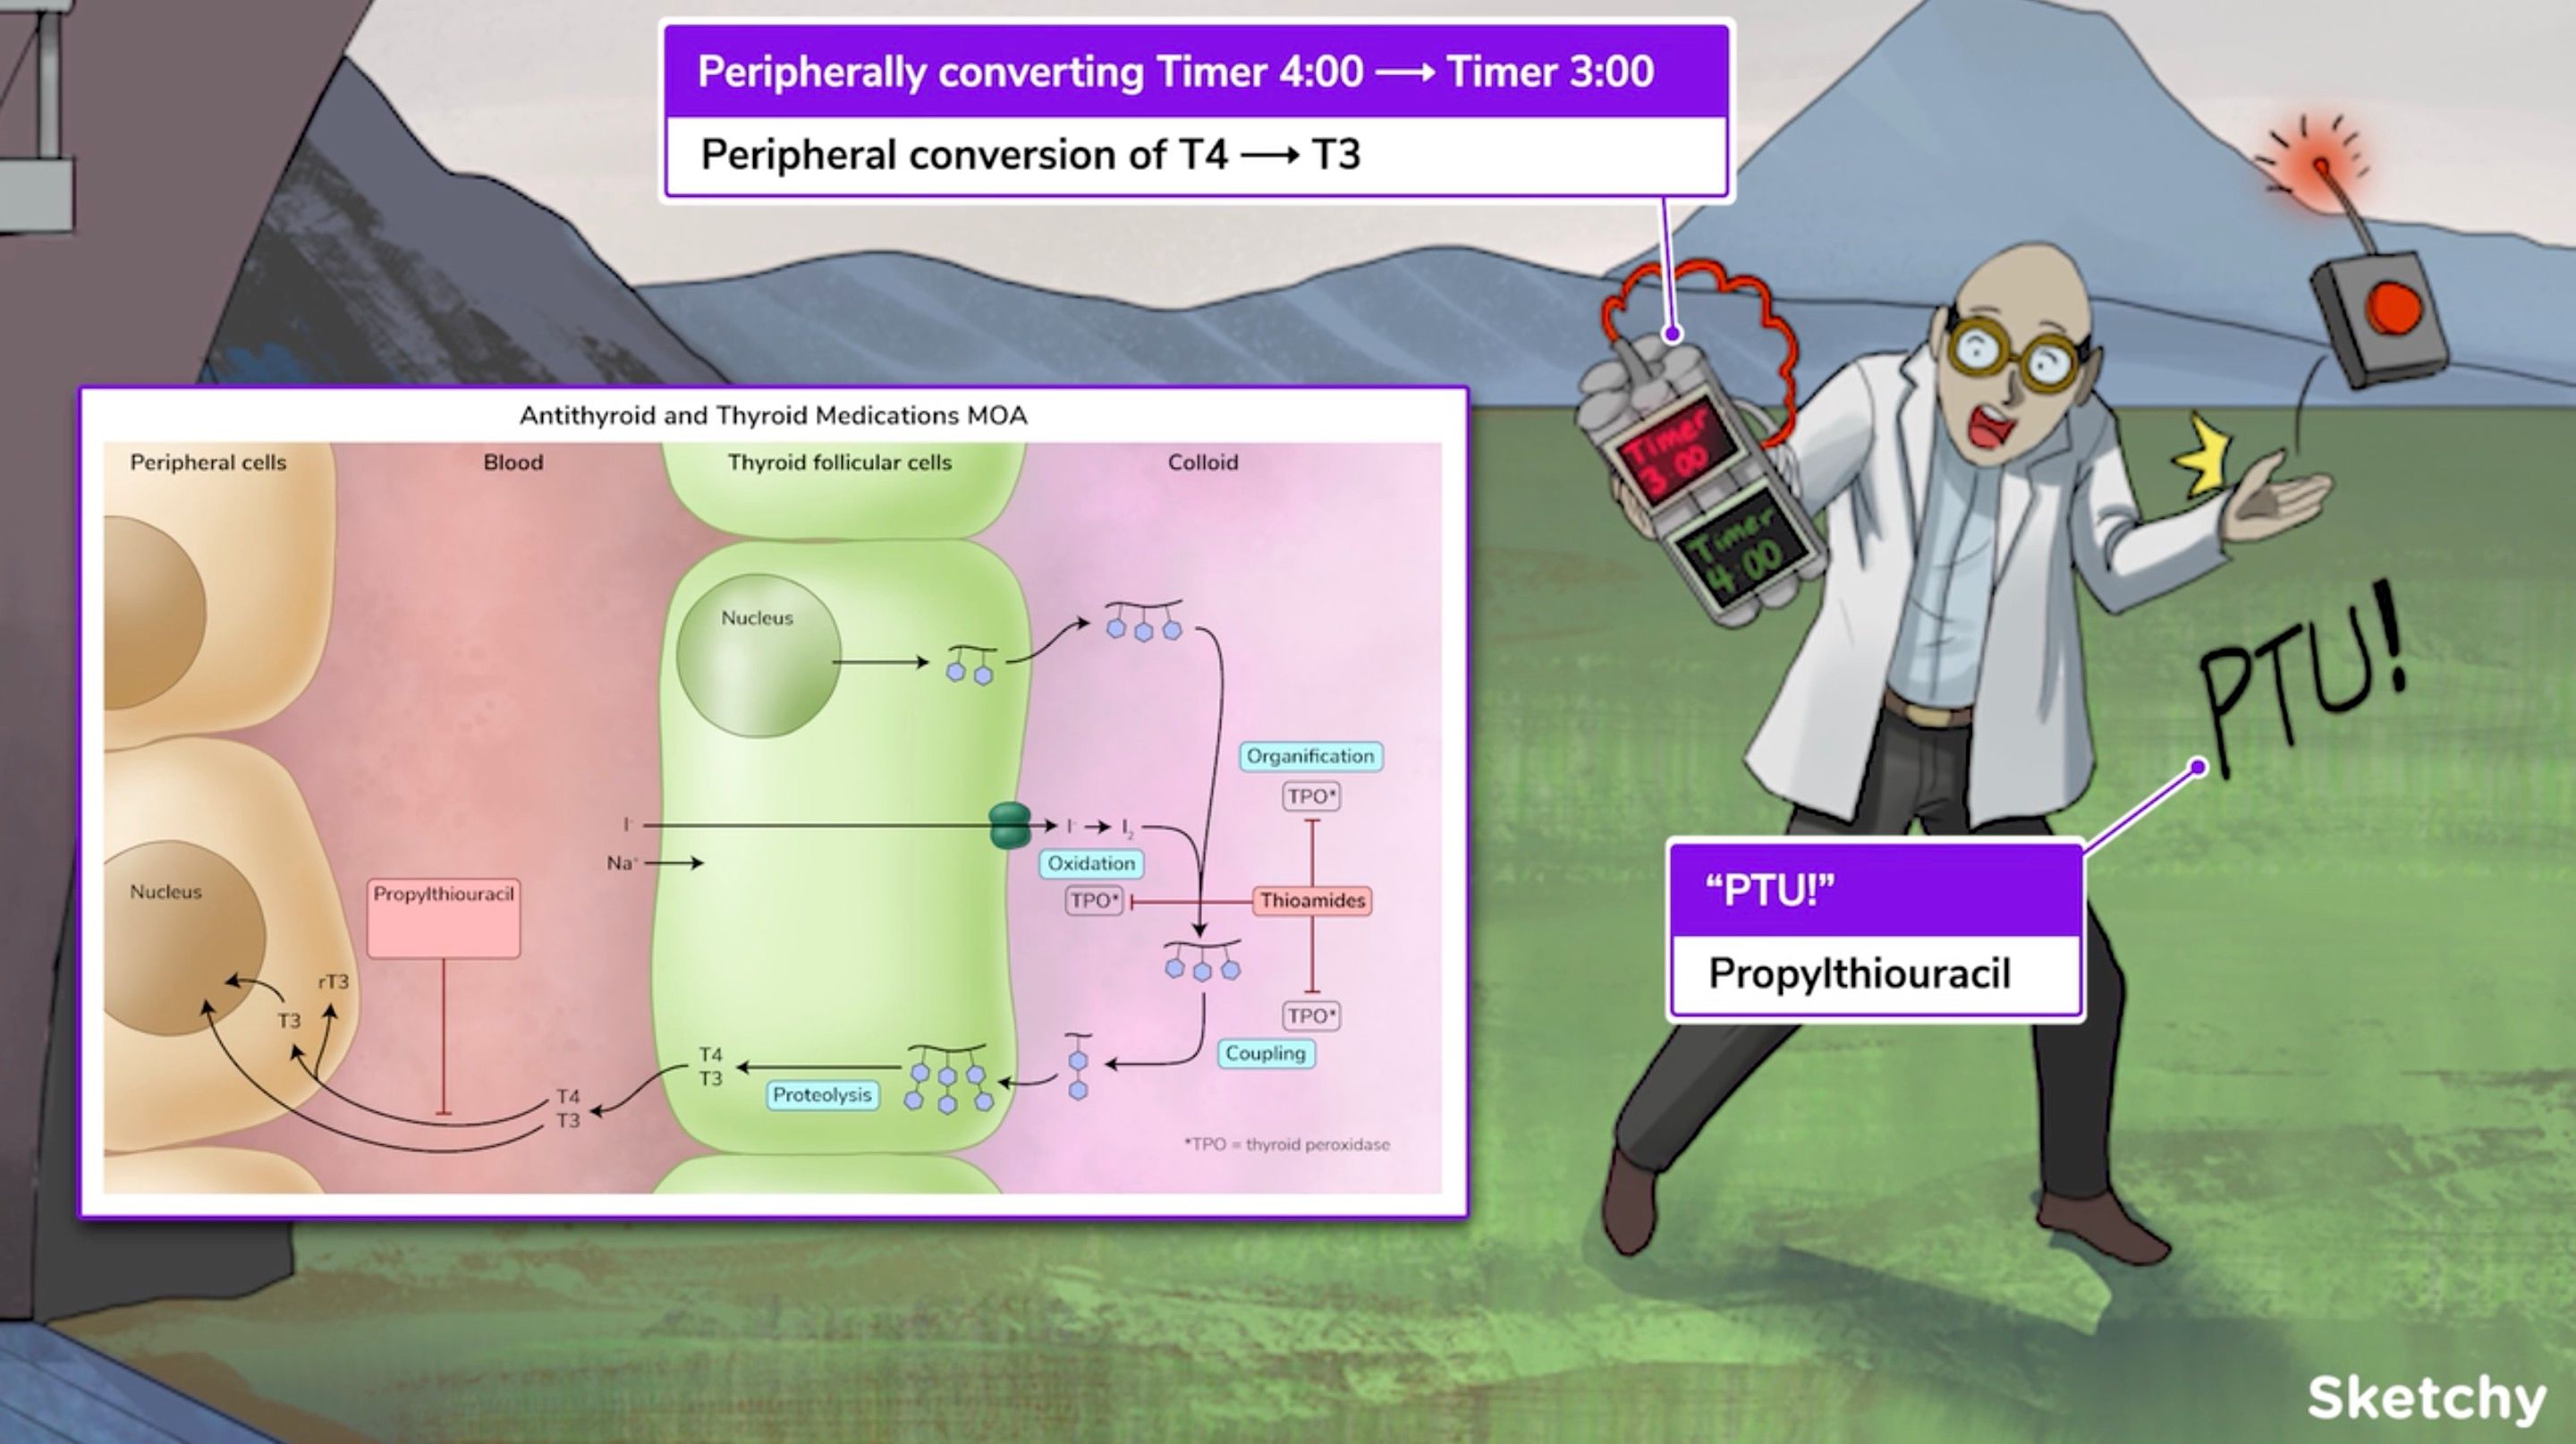 Peripherally converting Timer 4:00 → Timer 3:00
Peripheral conversion of T4 → T3
Timer
3:00
Timer
4:00
PTU!
"PTU!"
Propylthiouracil
Antithyroid and Thyroid Medications MOA
Peripheral cells
Blood
Thyroid follicular cells
Colloid
Nucleus
Organification
TPO*
I⁻
I⁻ → I₂
Na⁺
Oxidation
TPO*
Thioamides
Nucleus
Propylthiouracil
rT3
T3
TPO*
Coupling
T4
T3
Proteolysis
T4
T3
*TPO = thyroid peroxidase
Sketchy